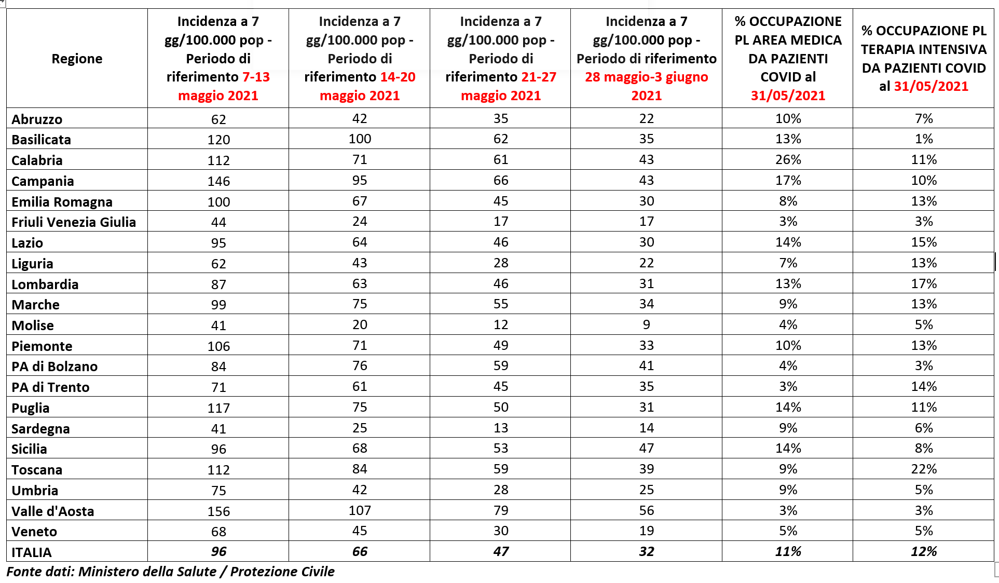 Regione
Incidenza a 7
gg/100.000 pop -
Periodo di
riferimento 7-13
maggio 2021
Incidenza a 7
gg/100.000 pop -
Periodo di
riferimento 14-20
maggio 2021
Incidenza a 7
gg/100.000 pop -
Periodo di
riferimento 21-27
maggio 2021
Incidenza a 7
gg/100.000 pop -
Periodo di riferimento
28 maggio-3 giugno
2021
% OCCUPAZIONE
PL AREA MEDICA
DA PAZIENTI
COVID al
31/05/2021
% OCCUPAZIONE PL
TERAPIA INTENSIVA
DA PAZIENTI COVID
al 31/05/2021
Abruzzo 62 42 35 22 10% 7%
Basilicata 120 100 62 35 13% 1%
Calabria 112 71 61 43 26% 11%
Campania 146 95 66 43 17% 10%
Emilia Romagna 100 67 45 30 8% 13%
Friuli Venezia Giulia 44 24 17 17 3% 3%
Lazio 95 64 46 30 14% 15%
Liguria 62 43 28 22 7% 13%
Lombardia 87 63 46 31 13% 17%
Marche 99 75 55 34 9% 13%
Molise 41 20 12 9 4% 5%
Piemonte 106 71 49 33 10% 13%
PA di Bolzano 84 76 59 41 4% 3%
PA di Trento 71 61 45 35 3% 14%
Puglia 117 75 50 31 14% 11%
Sardegna 41 25 13 14 9% 6%
Sicilia 96 68 53 47 14% 8%
Toscana 112 84 59 39 9% 22%
Umbria 75 42 28 25 9% 5%
Valle d'Aosta 156 107 79 56 3% 3%
Veneto 68 45 30 19 5% 5%
ITALIA 96 66 47 32 11% 12%
Fonte dati: Ministero della Salute / Protezione Civile